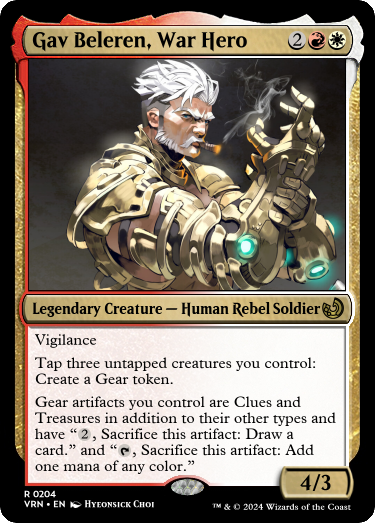 Gav Beleren, War Hero 2
Legendary Creature — Human Rebel Soldier
Vigilance
Tap three untapped creatures you control:
Create a Gear token.
Gear artifacts you control are Clues and
Treasures in addition to their other types and
have “2, Sacrifice this artifact: Draw a
card.” and “, Sacrifice this artifact: Add
one mana of any color.”
4/3
R 0204
VRN • EN Hyeonsick Choi
™ & © 2024 Wizards of the Coast